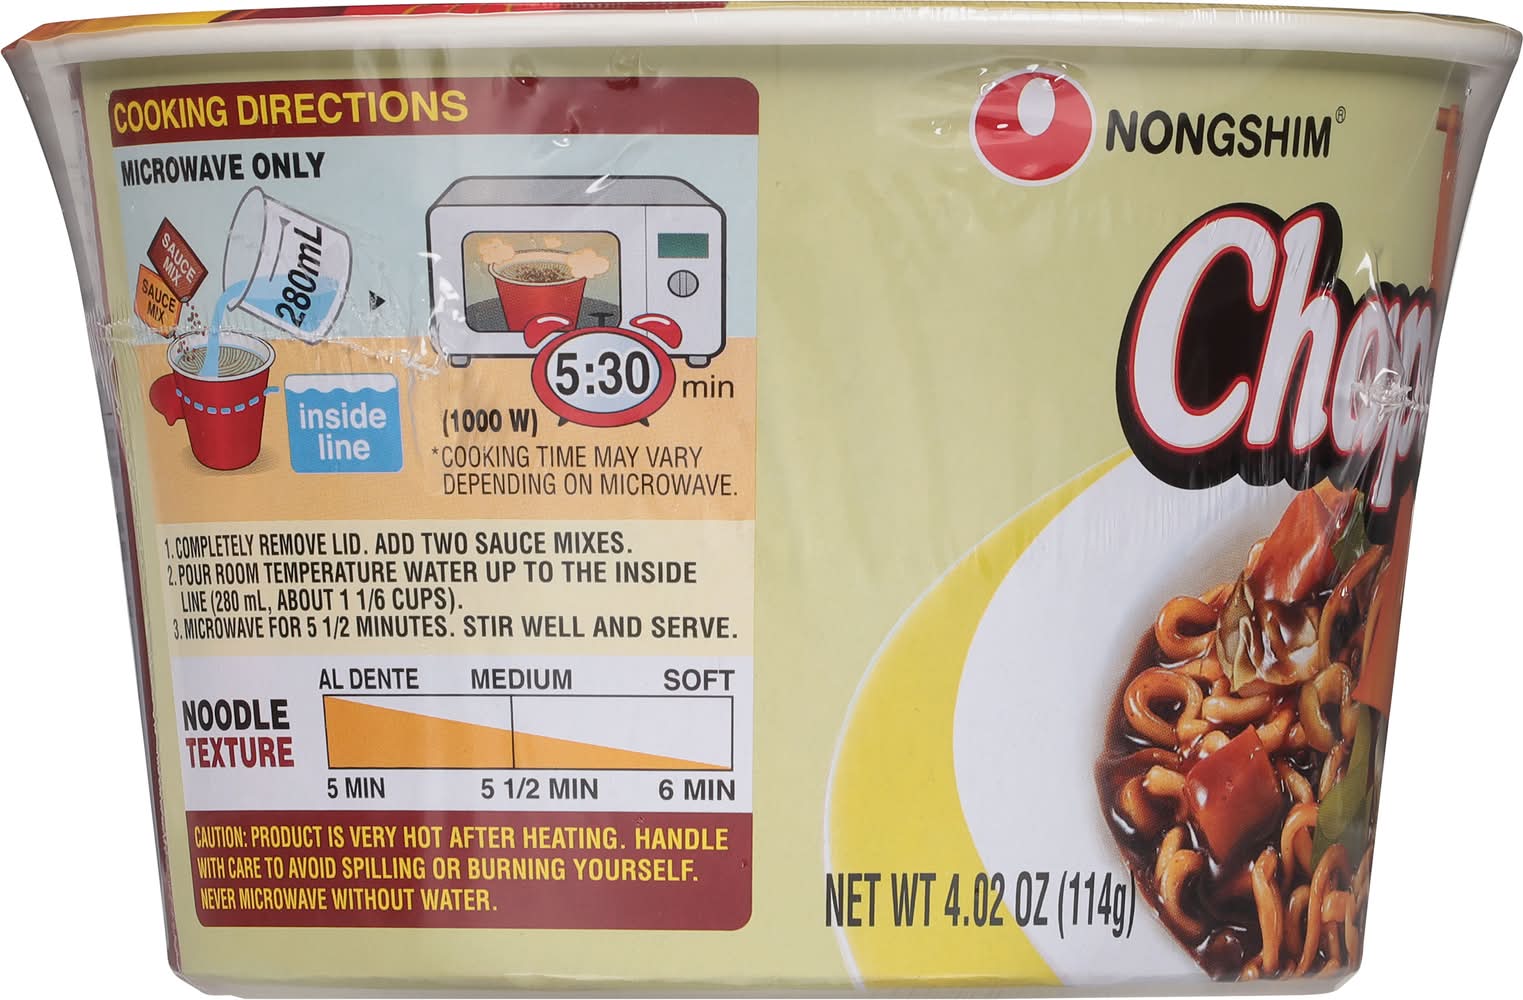 COOKING DIRECTIONS
MICROWAVE ONLY
SAUCE
MIX
SAUCE
MIX
280mL
inside
line
5:30 min
(1000 W)
*COOKING TIME MAY VARY
DEPENDING ON MICROWAVE.
1. COMPLETELY REMOVE LID. ADD TWO SAUCE MIXES.
2. POUR ROOM TEMPERATURE WATER UP TO THE INSIDE
LINE (280 mL, ABOUT 1 1/6 CUPS).
3. MICROWAVE FOR 5 1/2 MINUTES. STIR WELL AND SERVE.
NOODLE
TEXTURE
AL DENTE MEDIUM SOFT
5 MIN 5 1/2 MIN 6 MIN
CAUTION: PRODUCT IS VERY HOT AFTER HEATING. HANDLE
WITH CARE TO AVOID SPILLING OR BURNING YOURSELF.
NEVER MICROWAVE WITHOUT WATER.
NONGSHIM®
Chap
NET WT 4.02 OZ (114g)